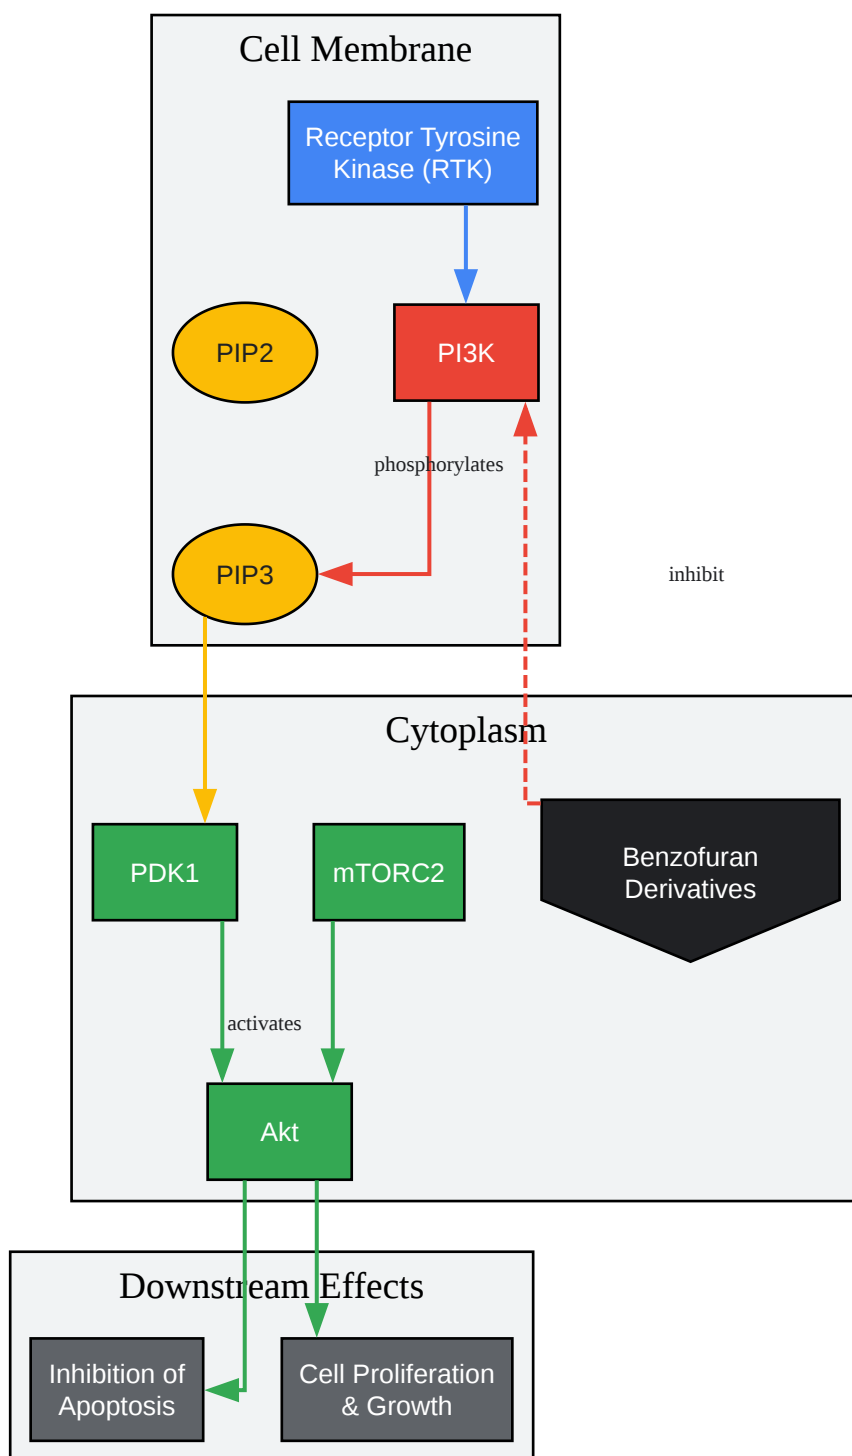 Cell Membrane
Receptor Tyrosine
Kinase (RTK)
PIP2
PI3K
phosphorylates
PIP3
inhibit
Cytoplasm
PDK1
mTORC2
Benzofuran
Derivatives
activates
Akt
Downstream Effects
Inhibition of
Apoptosis
Cell Proliferation
& Growth